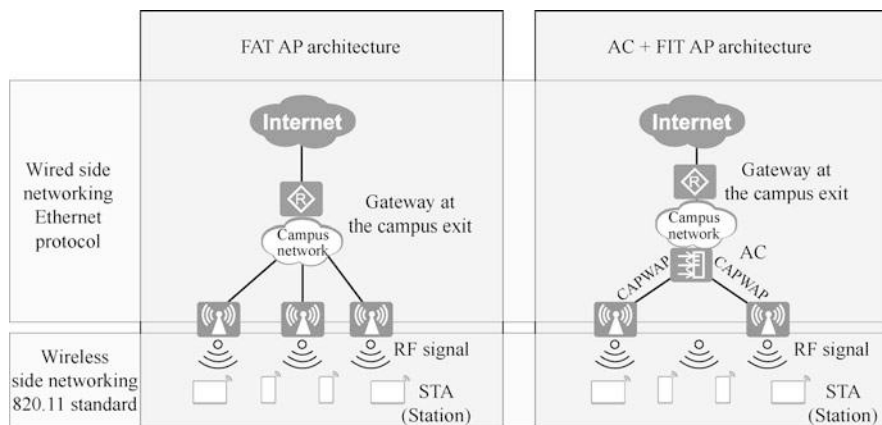 FAT AP architecture
AC + FIT AP architecture
Wired side
networking
Ethernet
protocol
Internet
R
Gateway at
the campus exit
Campus
network
Internet
R
Gateway at
the campus exit
Campus
network
AC
CAPWAP
CAPWAP
Wireless
side networking
820.11 standard
RF signal
STA
(Station)
RF signal
STA
(Station)